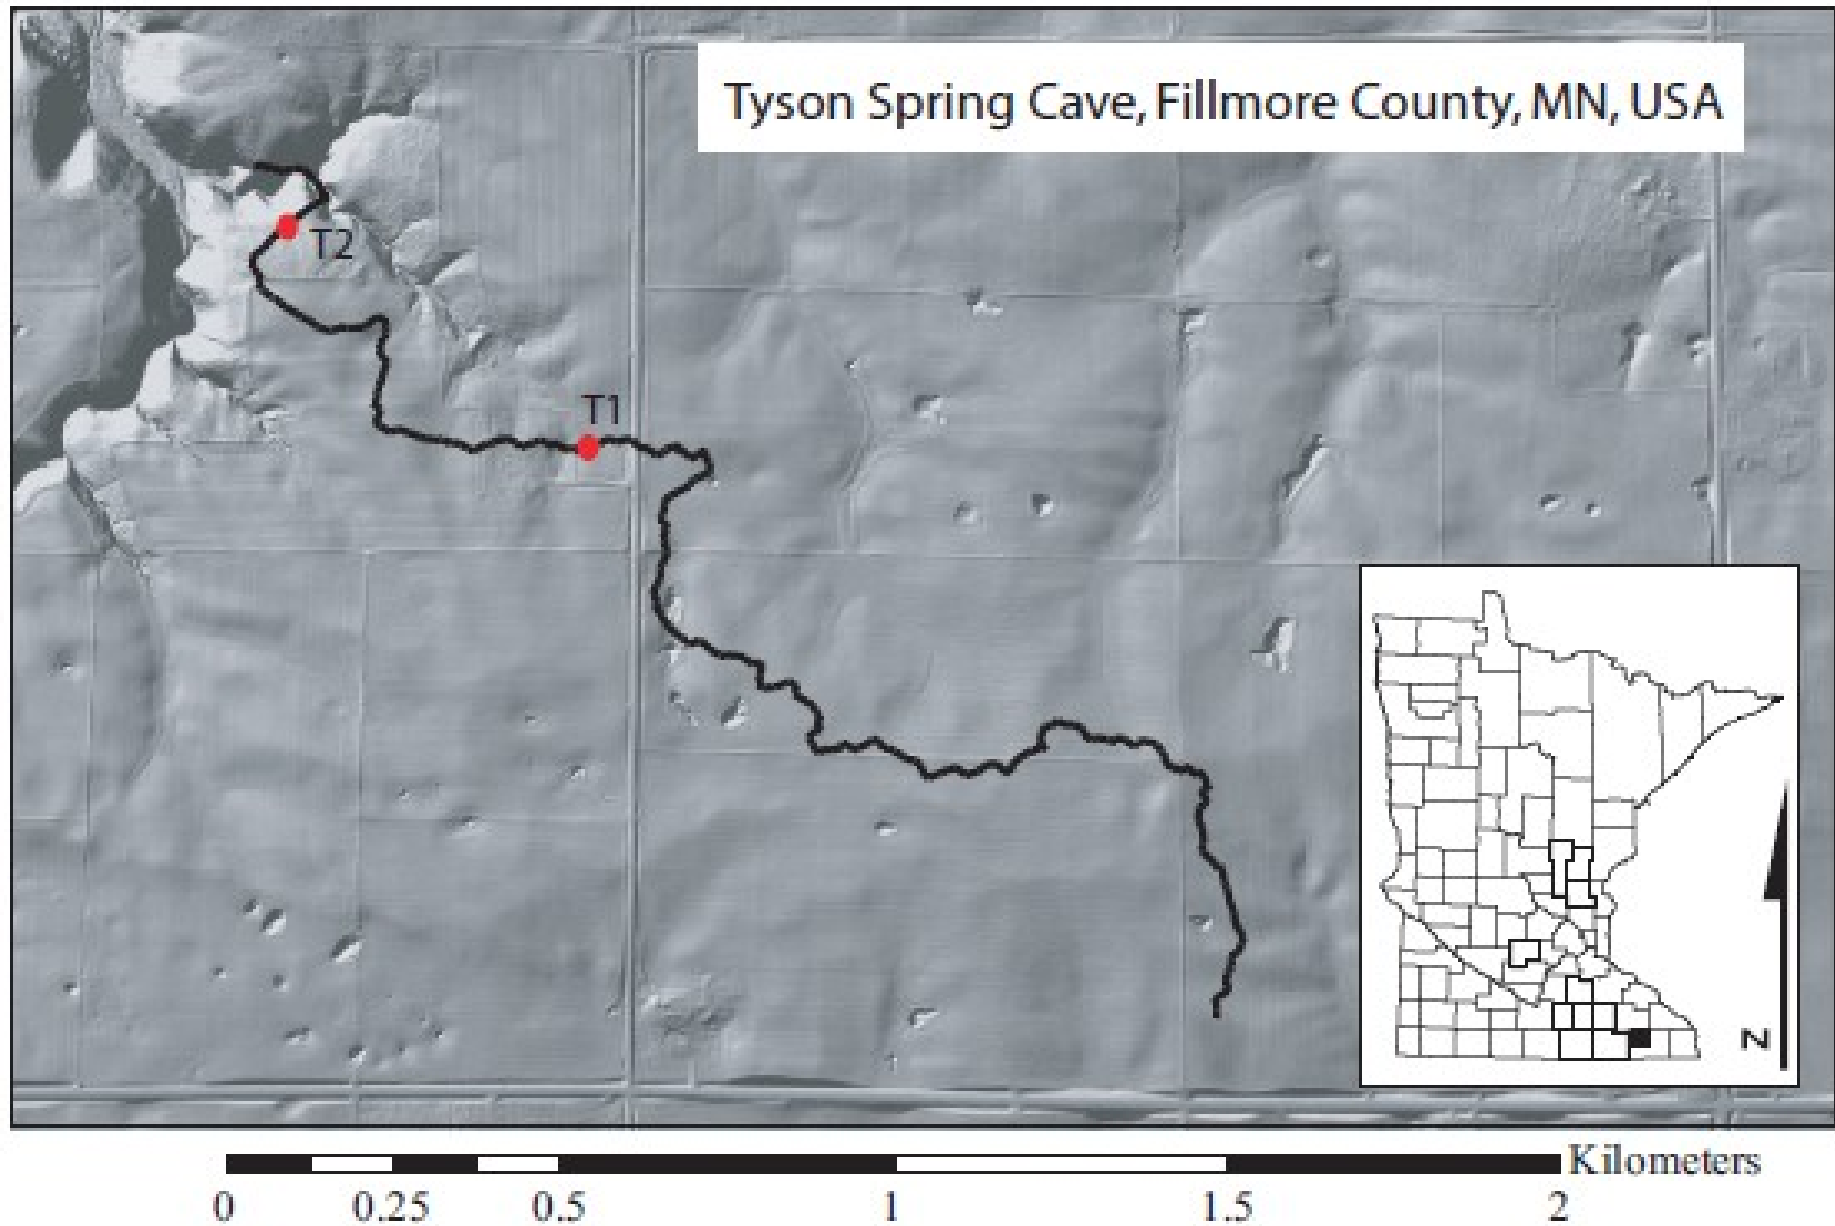 Tyson Spring Cave, Fillmore County, MN, USA
T2
T1
N
Kilometers
0 0.25 0.5 1 1.5 2